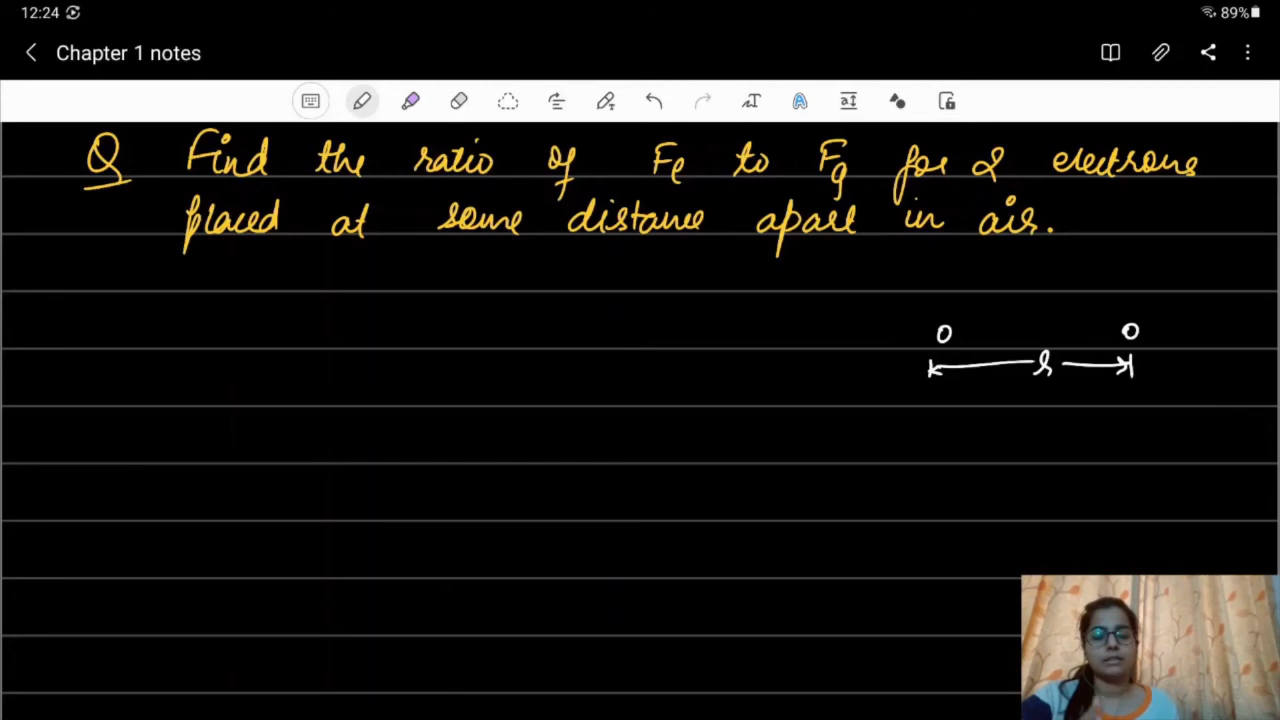 12:24
89%
Chapter 1 notes
Q Find the ratio of Fe to Fg for 2 electrons
placed at some distance apart in air.
r